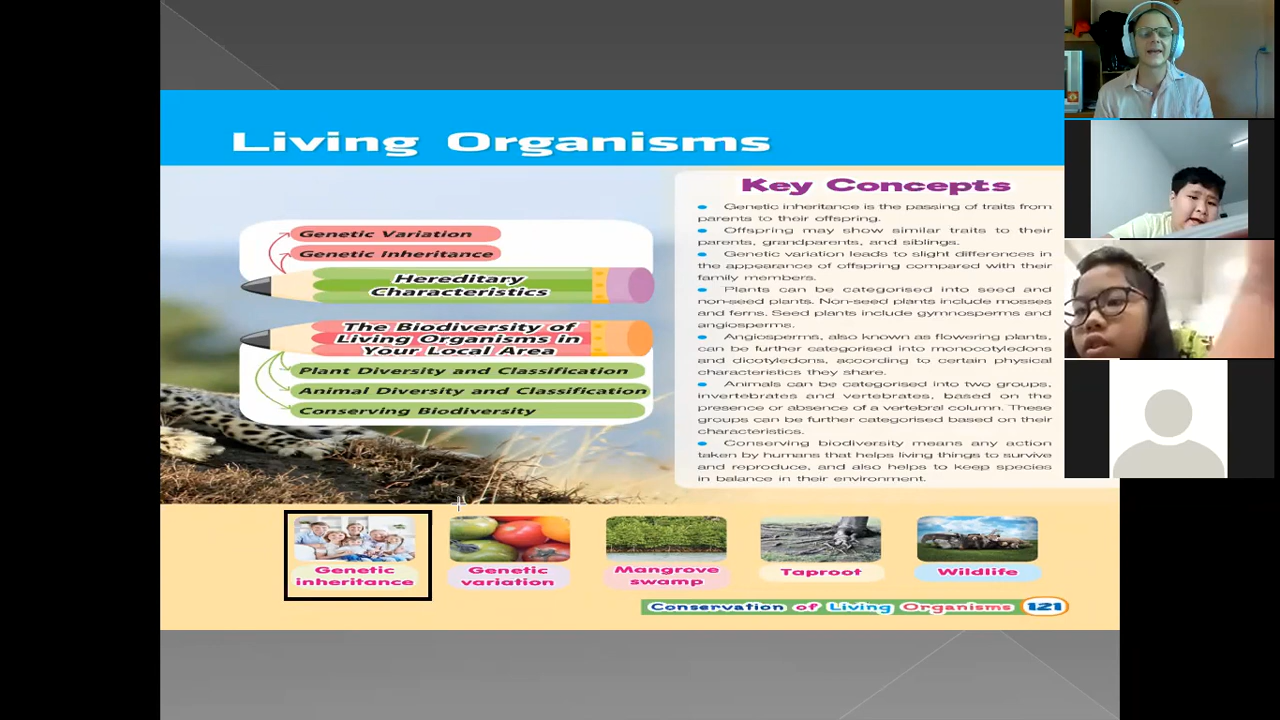 Living Organisms
Genetic Variation
Genetic Inheritance
Hereditary
Characteristics
The Biodiversity of
Living Organisms in
Your Local Area
Plant Diversity and Classification
Animal Diversity and Classification
Conserving Biodiversity
Key Concepts
Genetic inheritance is the passing of traits from
parents to their offspring.
Offspring may show similar traits to their
parents, grandparents, and siblings.
Genetic variation leads to slight differences in
the appearance of offspring compared with their
family members.
Plants can be categorised into seed and
non-seed plants. Non-seed plants include mosses
and ferns. Seed plants include gymnosperms and
angiosperms.
Angiosperms, also known as flowering plants,
can be further categorised into monocotyledons
and dicotyledons, according to certain physical
characteristics they share.
Animals can be categorised into two groups,
invertebrates and vertebrates, based on the
presence or absence of a vertebral column. These
groups can be further categorised based on their
characteristics.
Conserving biodiversity means any action
taken by humans that helps living things to survive
and reproduce, and also helps to keep species
in balance in their environment.
Genetic
inheritance
Genetic
variation
Mangrove
swamp
Taproot
Wildlife
Conservation of Living Organisms 121